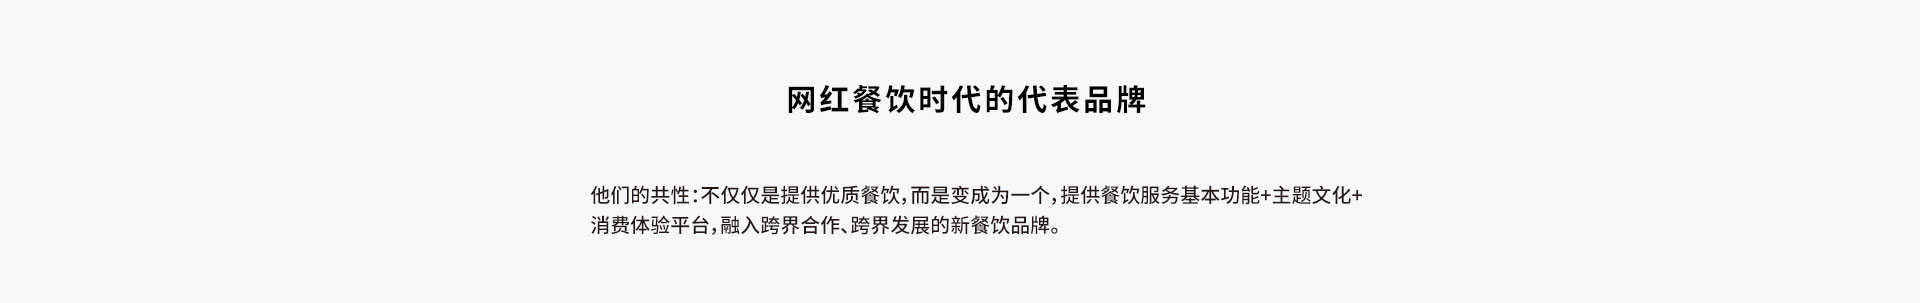 网红餐饮时代的代表品牌
他们的共性：不仅仅是提供优质餐饮，而是变成为一个，提供餐饮服务基本功能+主题文化+
消费体验平台，融入跨界合作、跨界发展的新餐饮品牌。